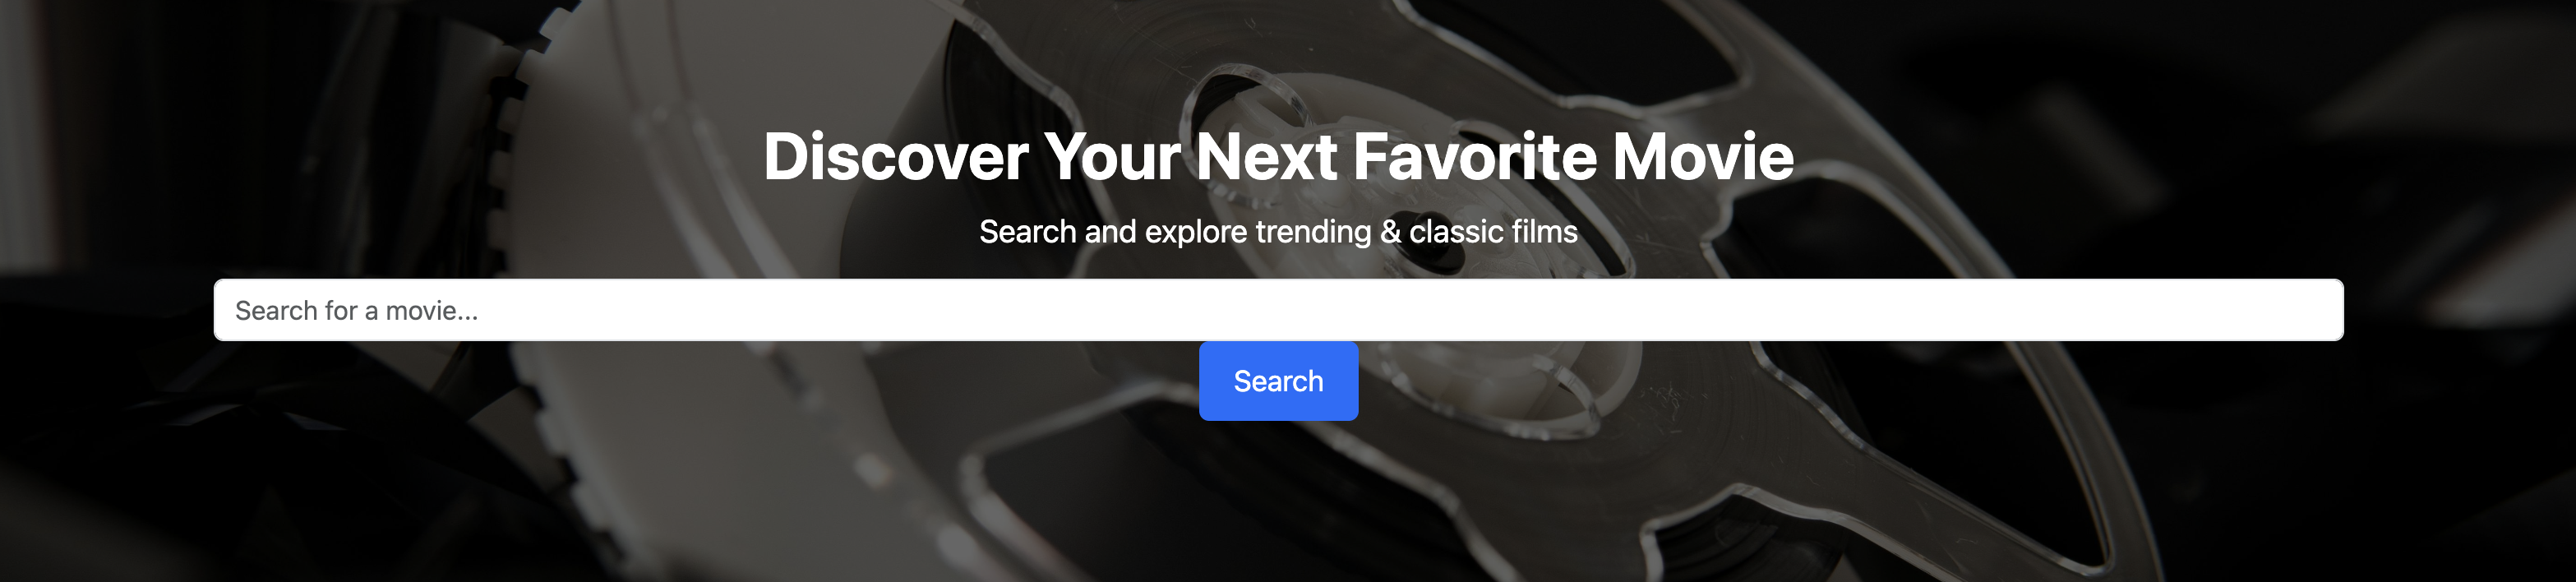 Discover Your Next Favorite Movie
Search and explore trending & classic films
Search for a movie...
Search